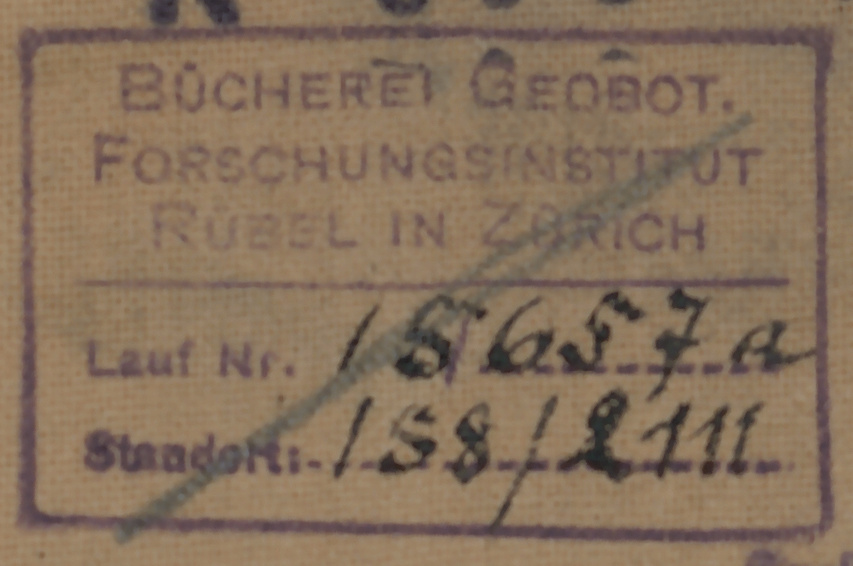 BÜCHEREI GEOBOT.
FORSCHUNGSINSTITUT
RÜBEL IN ZÜRICH
Lauf Nr. 15657a
Standort: 158/2111